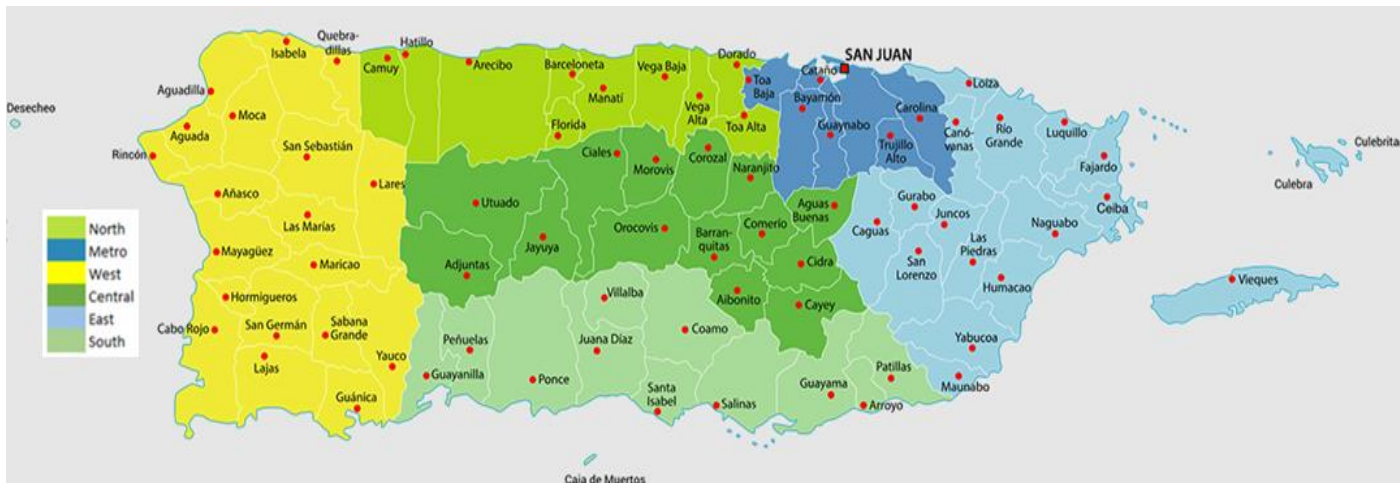 Isabela
Quebra-
dillas
Hatillo
Camuy
Arecibo
Barceloneta
Manatí
Vega Baja
Dorado
SAN JUAN
Cataño
Toa
Baja
Bayamón
Loíza
Aguadilla
Desecheo
Moca
Aguada
Florida
Vega
Alta
Toa Alta
Guaynabo
Carolina
Trujillo
Alto
Canó-
vanas
Río
Grande
Luquillo
Culebrita
Culebra
Fajardo
Ceiba
Rincón
San Sebastián
Ciales
Morovis
Corozal
Naranjito
Añasco
Lares
Utuado
Aguas
Buenas
Gurabo
Juncos
Naguabo
Las Marías
Orocovis
Barran-
quitas
Comerío
Caguas
Las
Piedras
San
Lorenzo
Mayagüez
Maricao
Jayuya
Adjuntas
Cidra
Humacao
Vieques
Hormigueros
Villalba
Aibonito
Cayey
Cabo Rojo
San Germán
Sabana
Grande
Peñuelas
Juana Díaz
Coamo
Yabucoa
Lajas
Yauco
Guayanilla
Ponce
Guánica
Santa
Isabel
Salinas
Guayama
Patillas
Arroyo
Maunabo
Caja de Muertos
North
Metro
West
Central
East
South